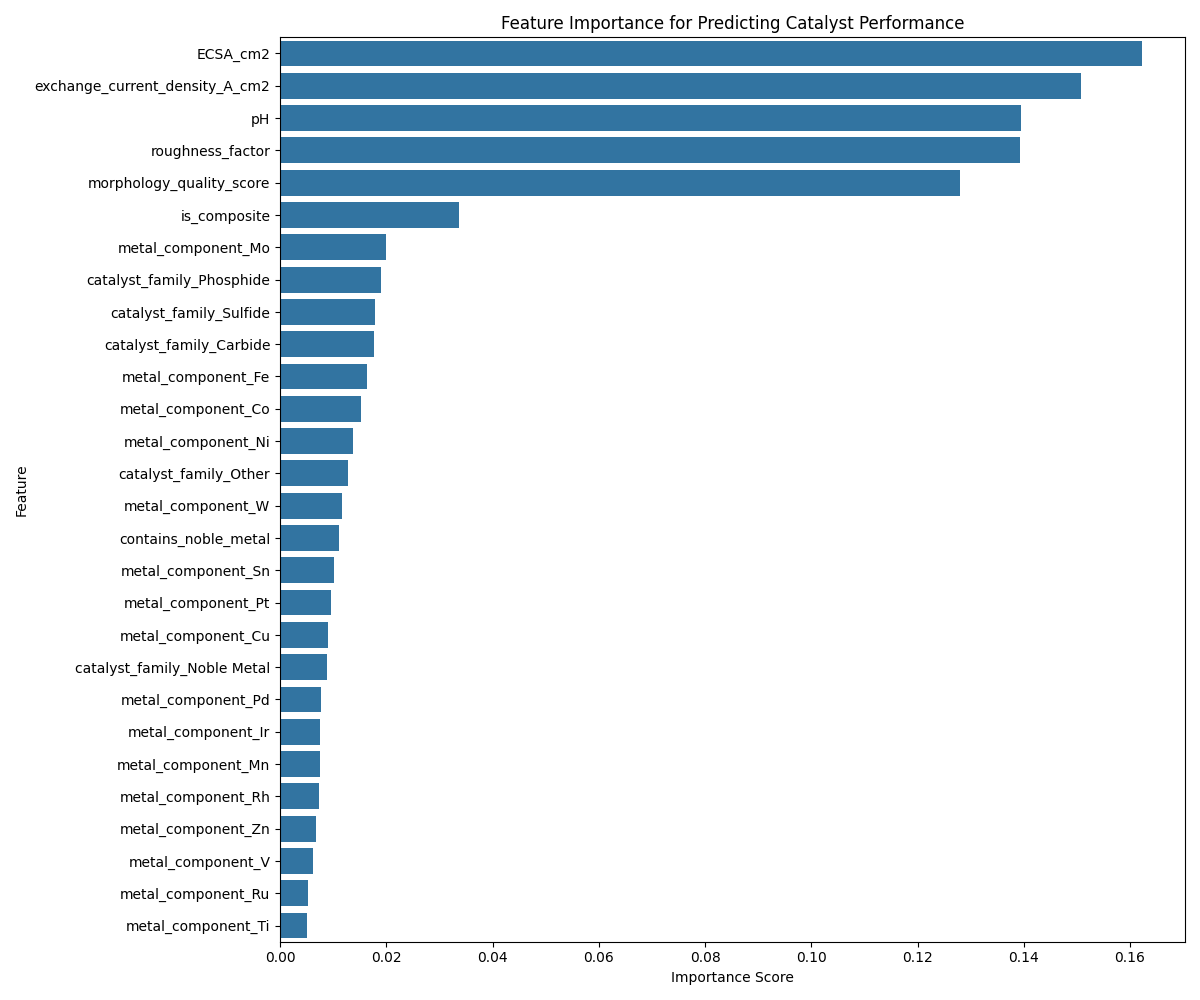 Feature Importance for Predicting Catalyst Performance
ECSA_cm2
exchange_current_density_A_cm2
pH
roughness_factor
morphology_quality_score
is_composite
metal_component_Mo
catalyst_family_Phosphide
catalyst_family_Sulfide
catalyst_family_Carbide
metal_component_Fe
metal_component_Co
metal_component_Ni
catalyst_family_Other
metal_component_W
contains_noble_metal
metal_component_Sn
metal_component_Pt
metal_component_Cu
catalyst_family_Noble Metal
metal_component_Pd
metal_component_Ir
metal_component_Mn
metal_component_Rh
metal_component_Zn
metal_component_V
metal_component_Ru
metal_component_Ti
Feature
0.00 0.02 0.04 0.06 0.08 0.10 0.12 0.14 0.16
Importance Score